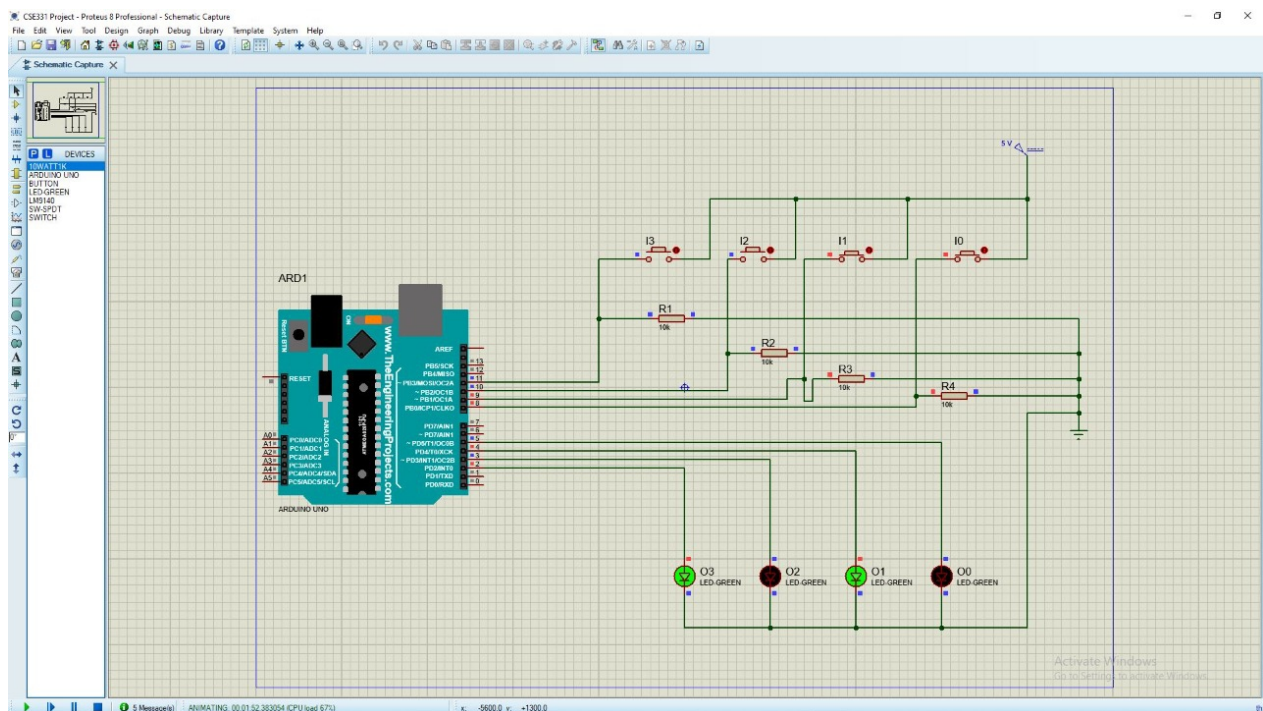 CSE331 Project - Proteus 8 Professional - Schematic Capture
File Edit View Tool Design Graph Debug Library Template System Help
Schematic Capture
P L DEVICES
10WATT1K
ARDUINO UNO
BUTTON
LED-GREEN
LM9140
SW-SPDT
SWITCH
0°
5 V
I3 I2 I1 I0
R1
10k
R2
10k
R3
10k
R4
10k
ARD1
Reset BTN
ON
www.TheEngineeringProjects.com
ANALOG IN
RESET
AREF
PB5/SCK 13
PB4/MISO 12
~PB3/MOSI/OC2A 11
~PB2/OC1B 10
~PB1/OC1A 9
PB0/ICP1/CLKO 8
PD7/AIN1 7
~PD6/AIN1 6
~PD5/T1/OC0B 5
PD4/T0/XCK 4
~PD3/INT1/OC2B 3
PD2/INT0 2
PD1/TXD 1
PD0/RXD 0
A0 PC0/ADC0
A1 PC1/ADC1
A2 PC2/ADC2
A3 PC3/ADC3
A4 PC4/ADC4/SDA
A5 PC5/ADC5/SCL
ARDUINO UNO
O3
LED-GREEN
O2
LED-GREEN
O1
LED-GREEN
O0
LED-GREEN
Activate Windows
Go to Settings to activate Windows.
5 Message(s) ANIMATING: 00:01:52.383054 (CPU load 67%) x: -5600.0 y: +1300.0 th